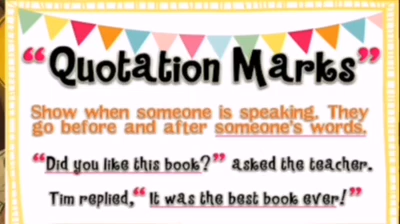 “Quotation Marks”
Show when someone is speaking. They
go before and after someone's words.
“Did you like this book?” asked the teacher.
Tim replied, “It was the best book ever!”